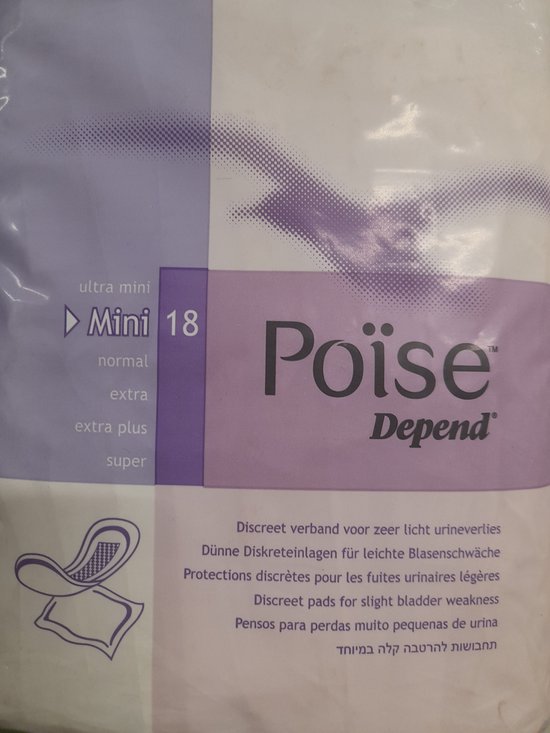 ultra mini
Mini 18
normal
extra
extra plus
super
Poïse™
Depend®
Discreet verband voor zeer licht urineverlies
Dünne Diskreteinlagen für leichte Blasenschwäche
Protections discrètes pour les fuites urinaires légères
Discreet pads for slight bladder weakness
Pensos para perdas muito pequenas de urina
תחבושות להרטבה קלה במיוחד